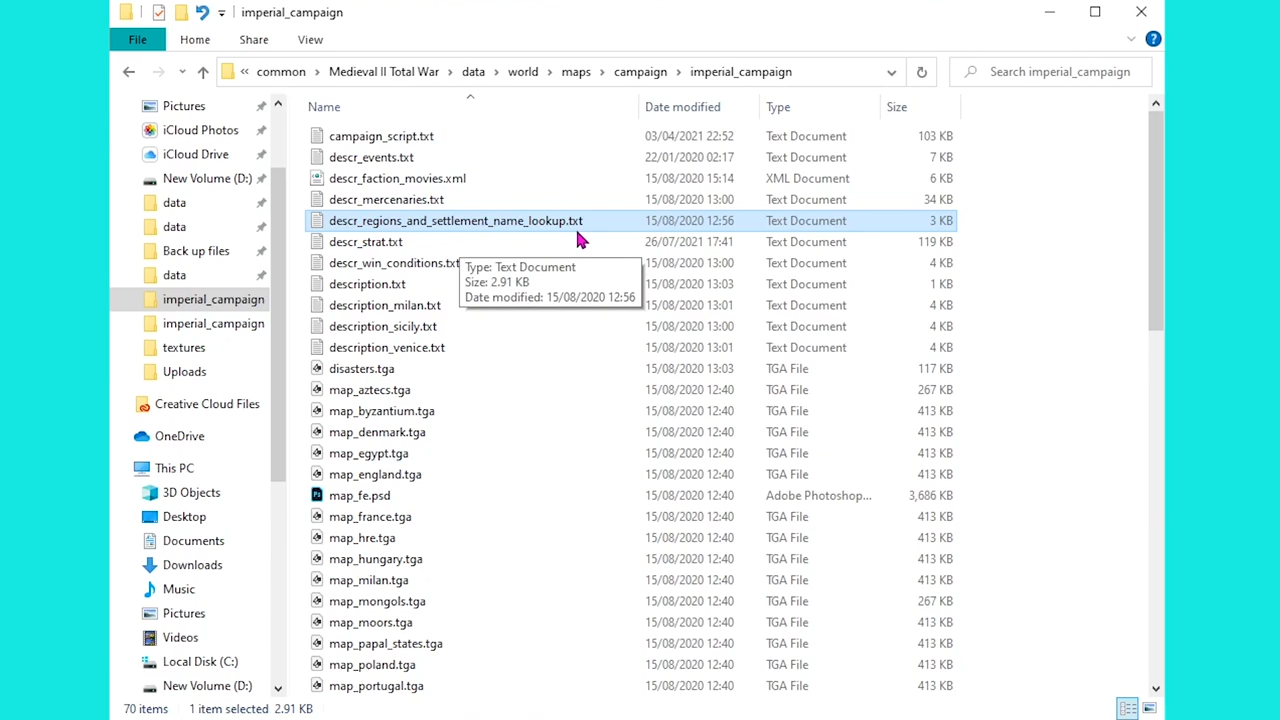 imperial_campaign
File Home Share View
« common > Medieval II Total War > data > world > maps > campaign > imperial_campaign
Search imperial_campaign
Pictures
iCloud Photos
iCloud Drive
New Volume (D:)
data
data
Back up files
data
imperial_campaign
imperial_campaign
textures
Uploads
Creative Cloud Files
OneDrive
This PC
3D Objects
Desktop
Documents
Downloads
Music
Pictures
Videos
Local Disk (C:)
New Volume (D:)
Name Date modified Type Size
campaign_script.txt 03/04/2021 22:52 Text Document 103 KB
descr_events.txt 22/01/2020 02:17 Text Document 7 KB
descr_faction_movies.xml 15/08/2020 15:14 XML Document 6 KB
descr_mercenaries.txt 15/08/2020 13:00 Text Document 34 KB
descr_regions_and_settlement_name_lookup.txt 15/08/2020 12:56 Text Document 3 KB
descr_strat.txt 26/07/2021 17:41 Text Document 119 KB
descr_win_conditions.txt 15/08/2020 13:00 Text Document 4 KB
description.txt 15/08/2020 13:03 Text Document 1 KB
description_milan.txt 15/08/2020 13:01 Text Document 4 KB
description_sicily.txt 15/08/2020 13:00 Text Document 4 KB
description_venice.txt 15/08/2020 13:01 Text Document 4 KB
disasters.tga 15/08/2020 13:03 TGA File 117 KB
map_aztecs.tga 15/08/2020 12:40 TGA File 267 KB
map_byzantium.tga 15/08/2020 12:40 TGA File 413 KB
map_denmark.tga 15/08/2020 12:40 TGA File 413 KB
map_egypt.tga 15/08/2020 12:40 TGA File 413 KB
map_england.tga 15/08/2020 12:40 TGA File 413 KB
map_fe.psd 15/08/2020 12:40 Adobe Photoshop... 3,686 KB
map_france.tga 15/08/2020 12:40 TGA File 413 KB
map_hre.tga 15/08/2020 12:40 TGA File 413 KB
map_hungary.tga 15/08/2020 12:40 TGA File 413 KB
map_milan.tga 15/08/2020 12:40 TGA File 413 KB
map_mongols.tga 15/08/2020 12:40 TGA File 267 KB
map_moors.tga 15/08/2020 12:40 TGA File 413 KB
map_papal_states.tga 15/08/2020 12:40 TGA File 413 KB
map_poland.tga 15/08/2020 12:40 TGA File 413 KB
map_portugal.tga 15/08/2020 12:40 TGA File 413 KB
Type: Text Document
Size: 2.91 KB
Date modified: 15/08/2020 12:56
70 items 1 item selected 2.91 KB